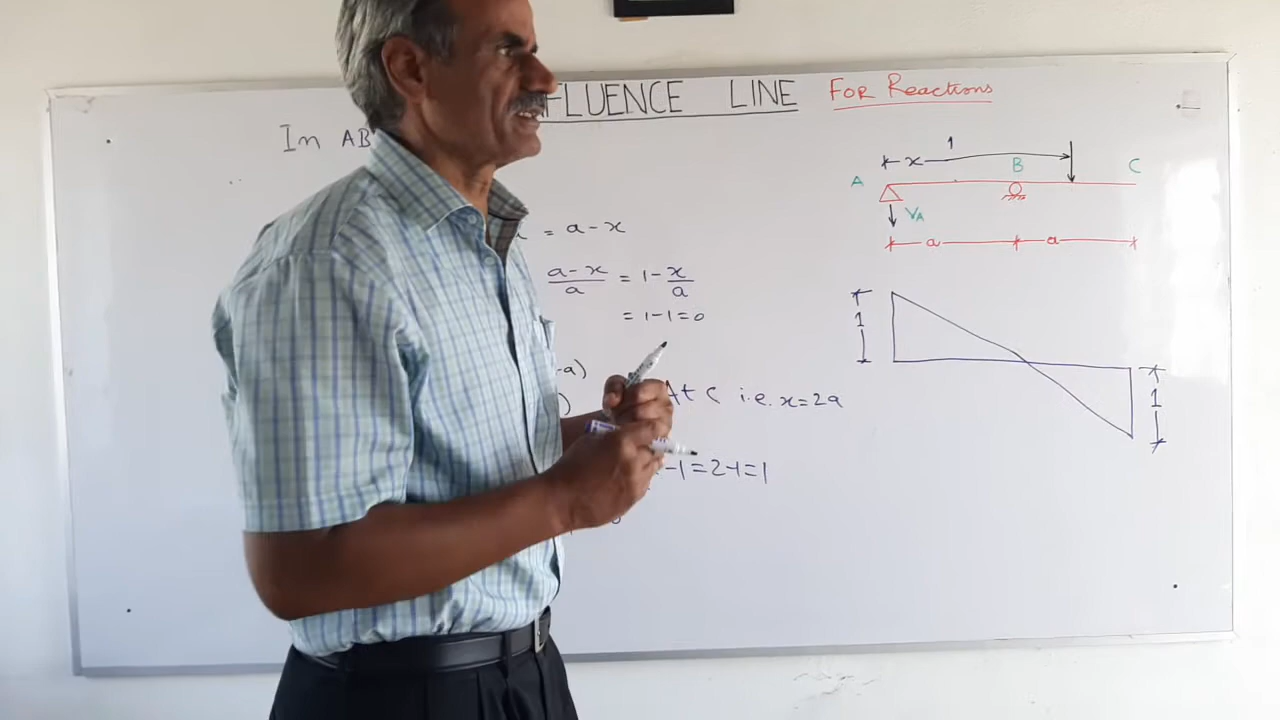 FLUENCE LINE FOR Reactions
In AB
= a - x
a - x / a = 1 - x / a
= 1 - 1 = 0
-a)
)
At C i.e. x = 2a
- 1 = 2 - 1 = 1
1
x
A
B
C
VA
a
a
1
1